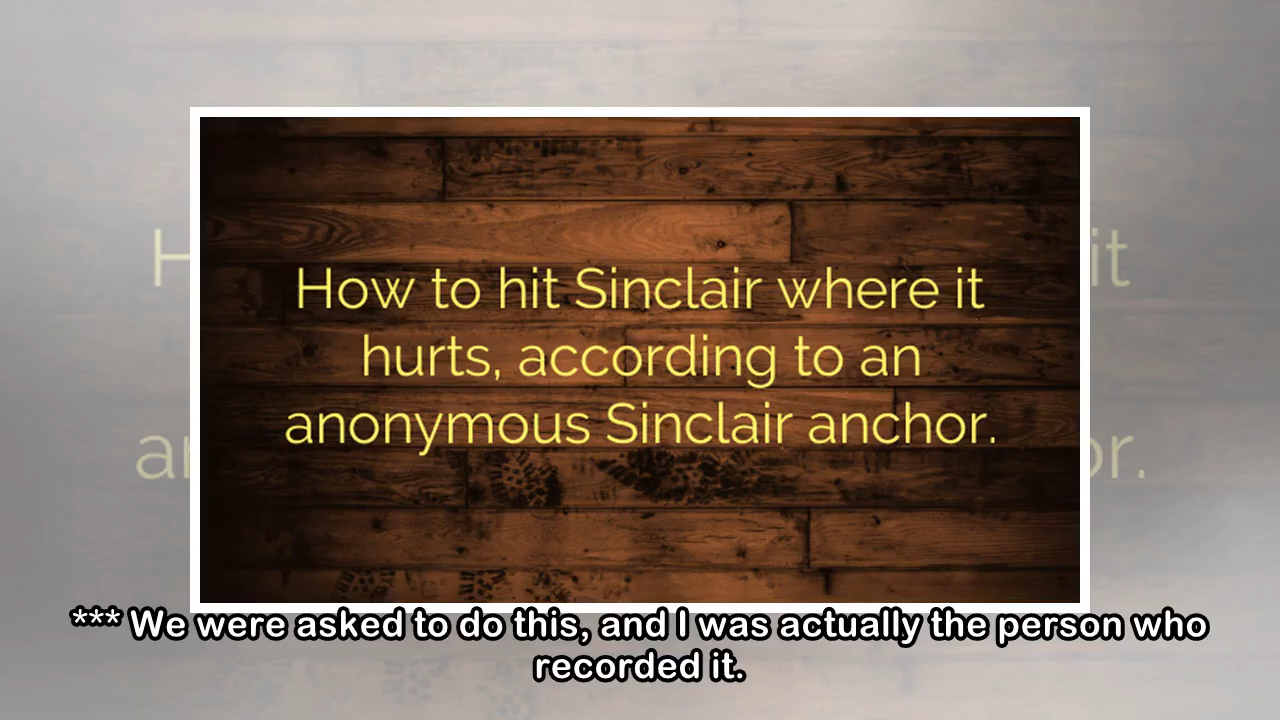 How to hit Sinclair where it
hurts, according to an
anonymous Sinclair anchor.
*** We were asked to do this, and I was actually the person who
recorded it.